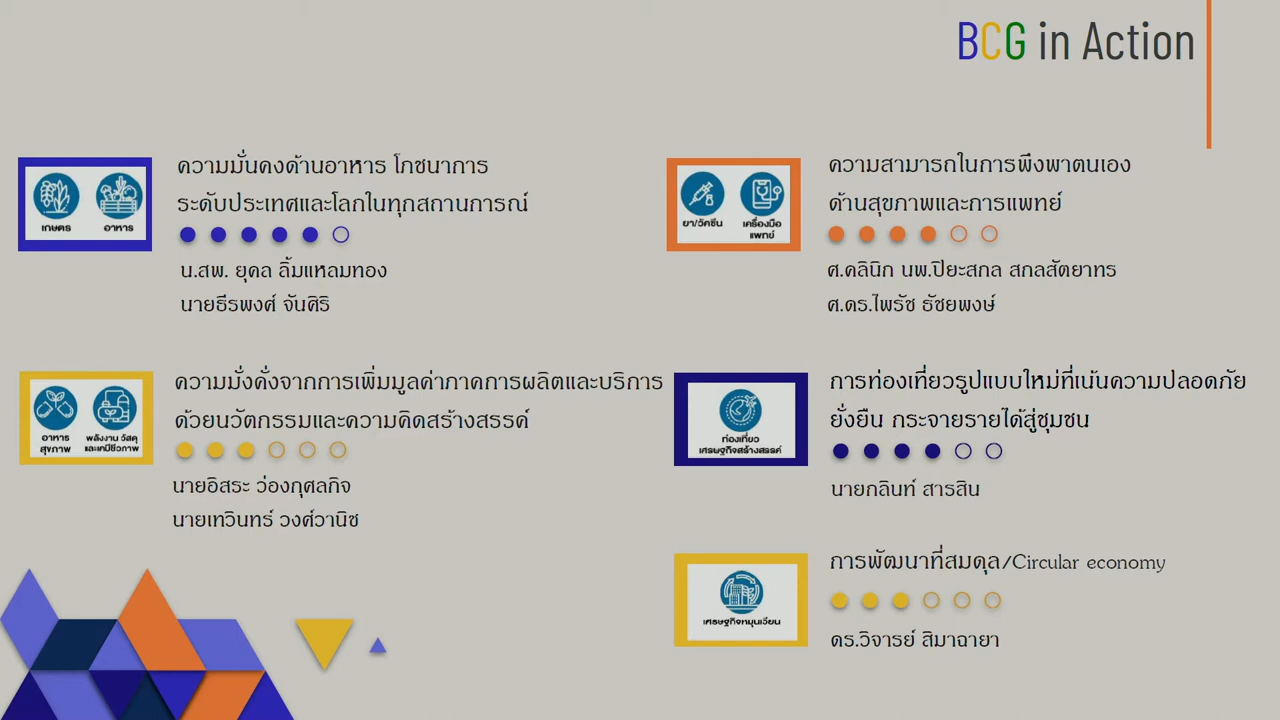 BCG in Action
เกษตร
อาหาร
ความมั่นคงด้านอาหาร โภชนาการ
ระดับประเทศและโลกในทุกสถานการณ์
น.สพ. ยุคล ลิ้มแหลมทอง
นายธีรพงศ์ จันศิริ
อาหาร
สุขภาพ
พลังงาน วัสดุ
และเคมีชีวภาพ
ความมั่งคั่งจากการเพิ่มมูลค่าภาคการผลิตและบริการ
ด้วยนวัตกรรมและความคิดสร้างสรรค์
นายอิสระ ว่องกุศลกิจ
นายเทวินทร์ วงศ์วานิช
ยา/วัคซีน
เครื่องมือ
แพทย์
ความสามารถในการพึ่งพาตนเอง
ด้านสุขภาพและการแพทย์
ศ.คลินิก นพ.ปิยะสกล สกลสัตยาทร
ศ.ดร.ไพรัช ธัชยพงษ์
ท่องเที่ยว
เศรษฐกิจสร้างสรรค์
การท่องเที่ยวรูปแบบใหม่ที่เน้นความปลอดภัย
ยั่งยืน กระจายรายได้สู่ชุมชน
นายกลินท์ สารสิน
เศรษฐกิจหมุนเวียน
การพัฒนาที่สมดุล/Circular economy
ดร.วิจารย์ สิมาฉายา